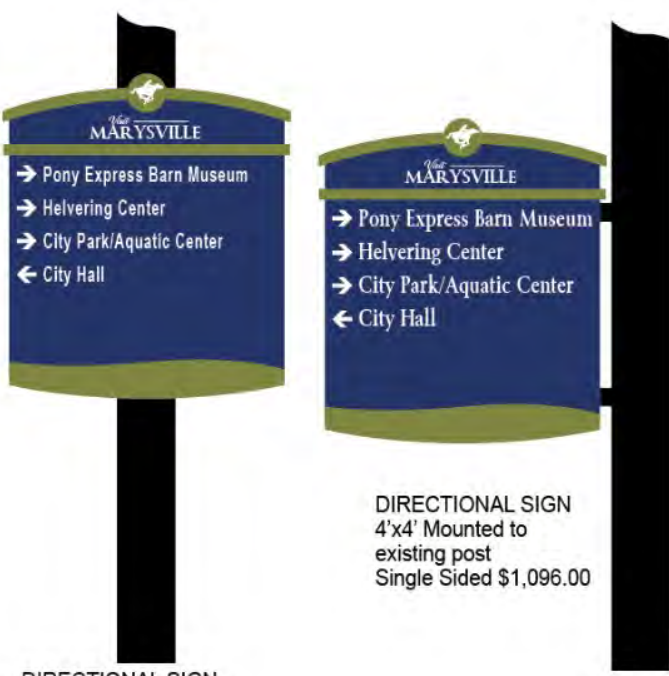 Visit
MARYSVILLE
→ Pony Express Barn Museum
→ Helvering Center
→ City Park/Aquatic Center
← City Hall
DIRECTIONAL SIGN
Visit
MARYSVILLE
→ Pony Express Barn Museum
→ Helvering Center
→ City Park/Aquatic Center
← City Hall
DIRECTIONAL SIGN
4'x4' Mounted to
existing post
Single Sided $1,096.00